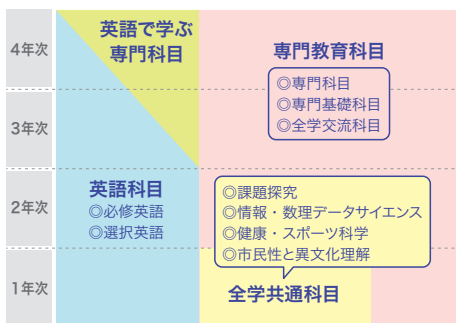 4年次
3年次
2年次
1年次
英語で学ぶ
専門科目
専門教育科目
◎専門科目
◎専門基礎科目
◎全学交流科目
英語科目
◎必修英語
◎選択英語
◎課題探究
◎情報・数理データサイエンス
◎健康・スポーツ科学
◎市民性と異文化理解
全学共通科目